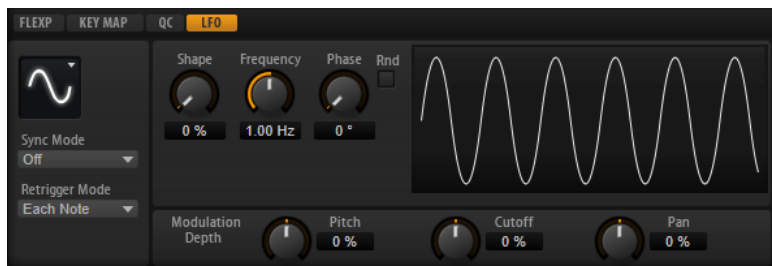 FLEXP KEY MAP QC LFO
Shape Frequency Phase Rnd
0 % 1.00 Hz 0 °
Sync Mode
Off
Retrigger Mode
Each Note
Modulation Depth
Pitch
0 %
Cutoff
0 %
Pan
0 %